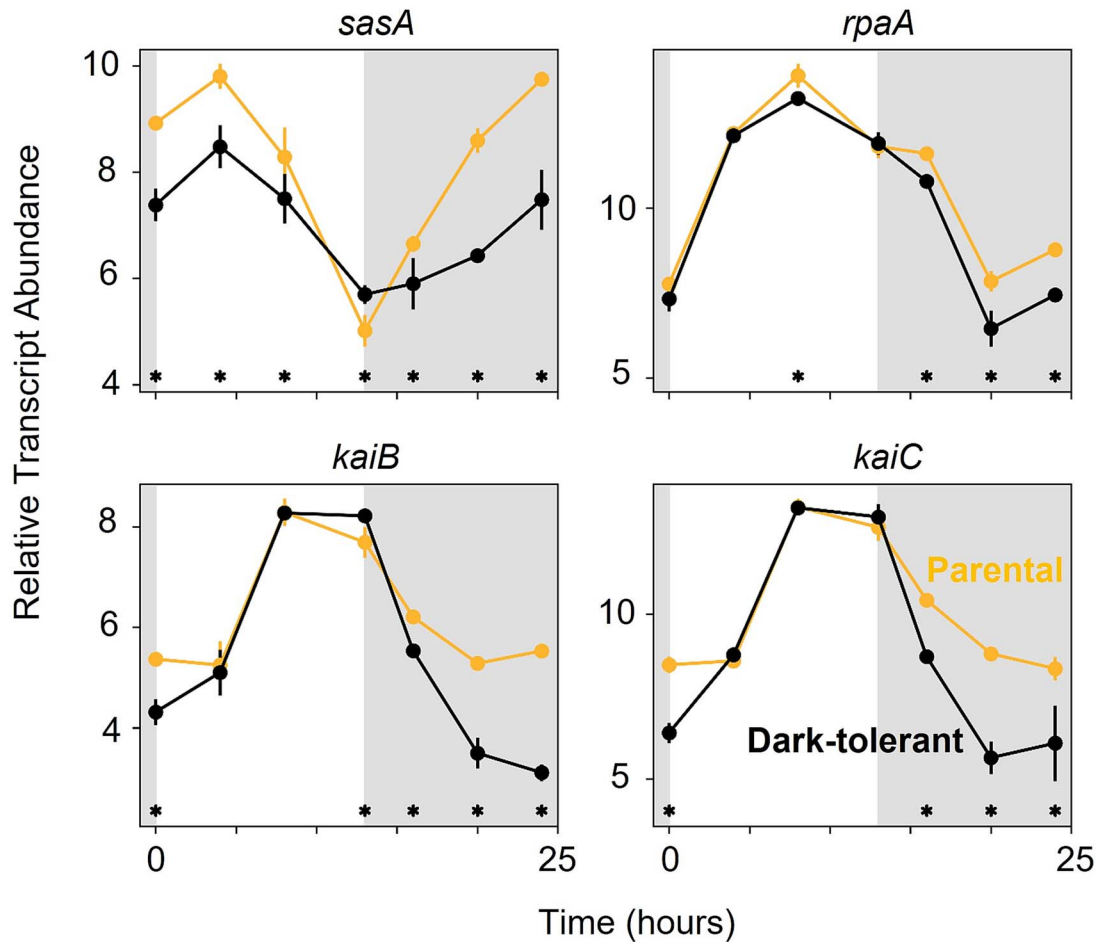 sasA
rpaA
Relative Transcript Abundance
10
8
6
4
* * * * * * *
10
5
* * * *
kaiB
kaiC
8
6
4
* * * * *
0
25
10
5
Parental
Dark-tolerant
* * * *
0
25
Time (hours)